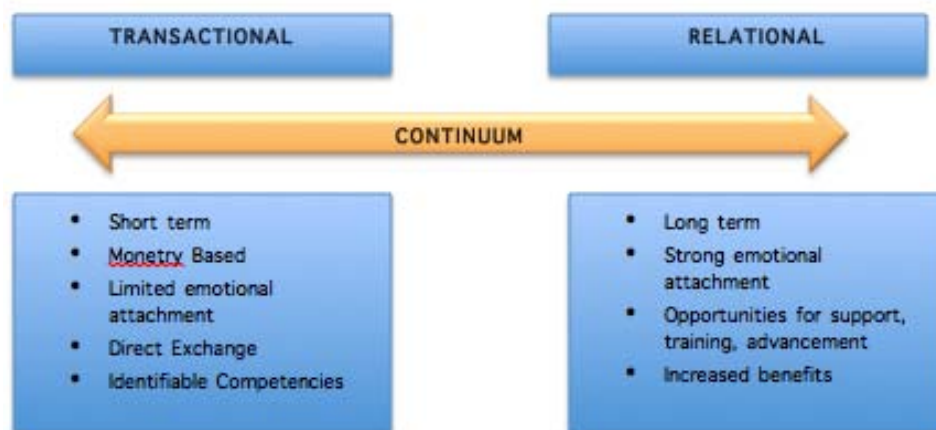 TRANSACTIONAL
RELATIONAL
CONTINUUM
• Short term
• Monetry Based
• Limited emotional
attachment
• Direct Exchange
• Identifiable Competencies
• Long term
• Strong emotional
attachment
• Opportunities for support,
training, advancement
• Increased benefits